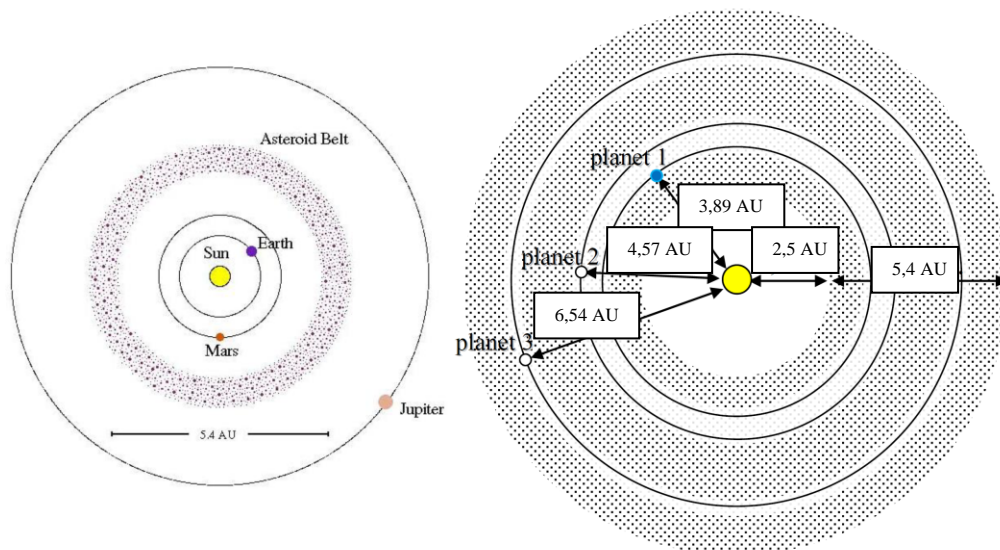 Asteroid Belt
Sun
Earth
Mars
Jupiter
5.4 AU
planet 1
3,89 AU
4,57 AU
2,5 AU
planet 2
5,4 AU
6,54 AU
planet 3